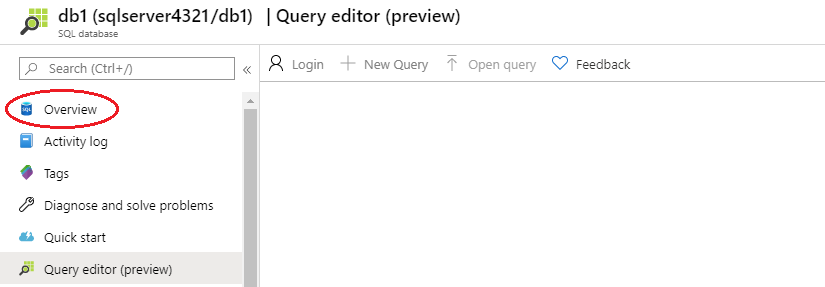 db1 (sqlserver4321/db1) | Query editor (preview)
SQL database
Search (Ctrl+/)
«
Login
New Query
Open query
Feedback
SQL
Overview
Activity log
Tags
Diagnose and solve problems
Quick start
Query editor (preview)